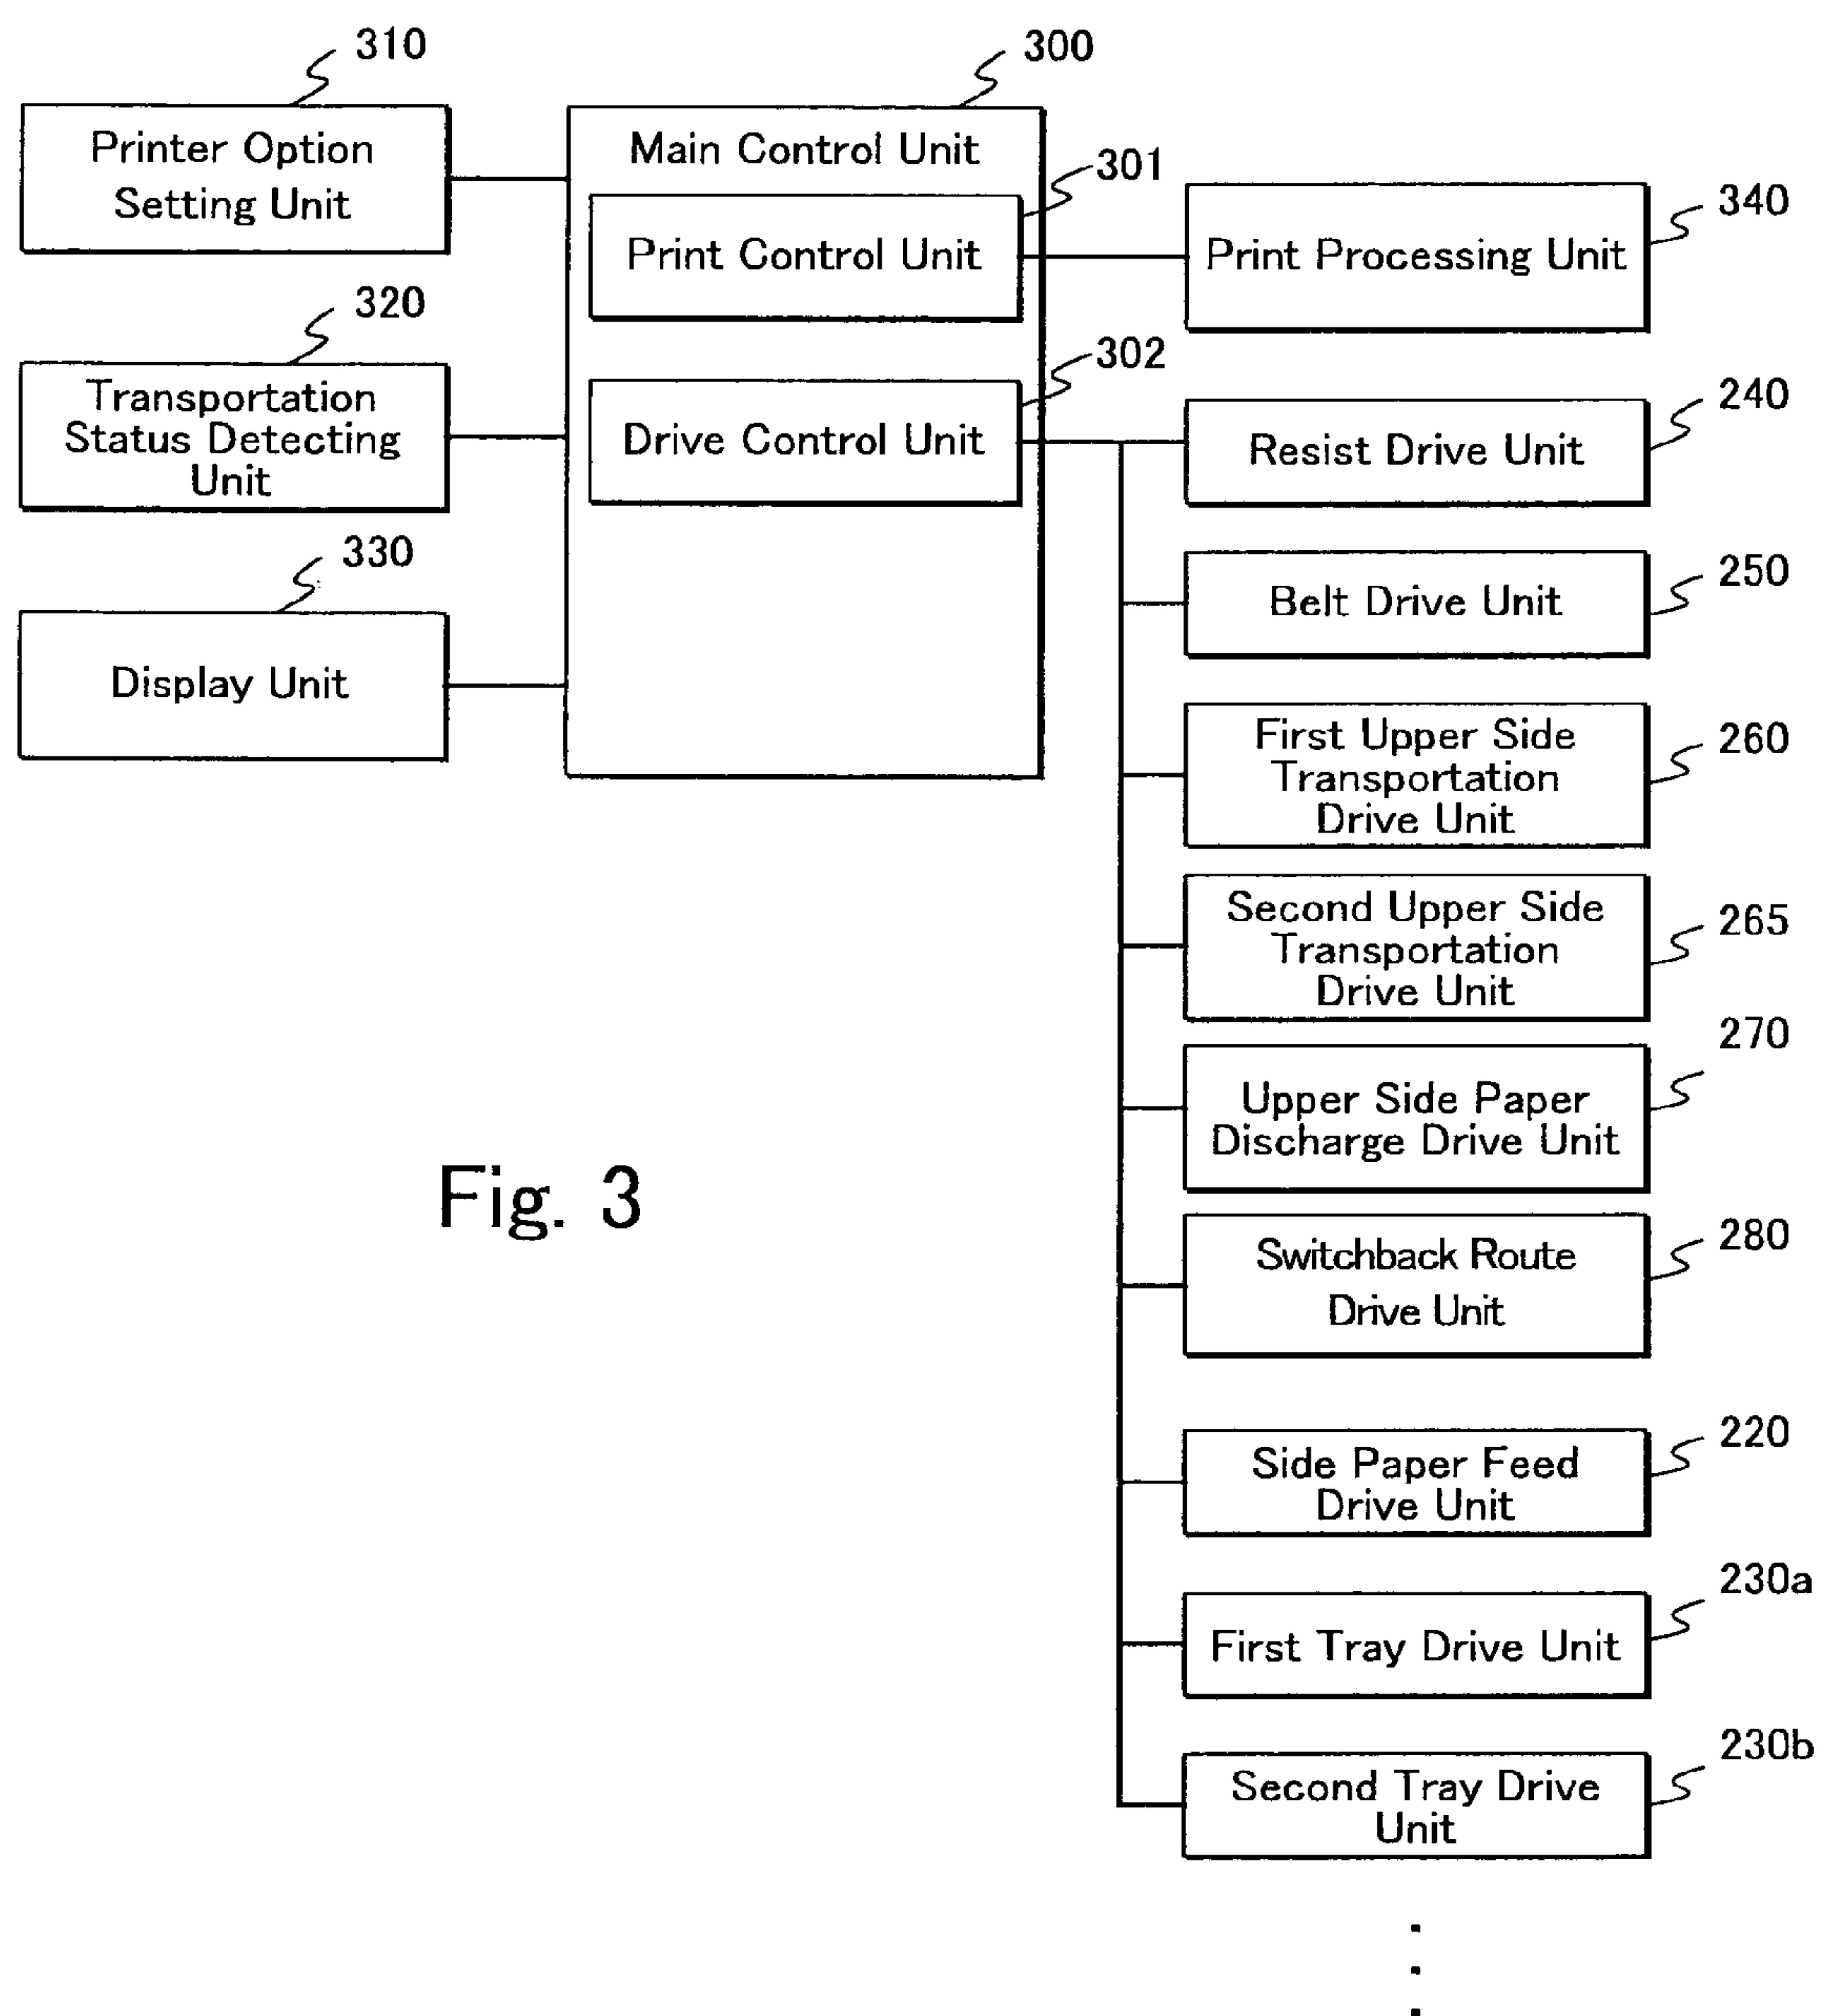 310
Printer Option
Setting Unit
320
Transportation
Status Detecting
Unit
330
Display Unit
300
Main Control Unit
301
Print Control Unit
302
Drive Control Unit
340
Print Processing Unit
240
Resist Drive Unit
250
Belt Drive Unit
260
First Upper Side
Transportation
Drive Unit
265
Second Upper Side
Transportation
Drive Unit
270
Upper Side Paper
Discharge Drive Unit
280
Switchback Route
Drive Unit
220
Side Paper Feed
Drive Unit
230a
First Tray Drive Unit
230b
Second Tray Drive
Unit
Fig. 3